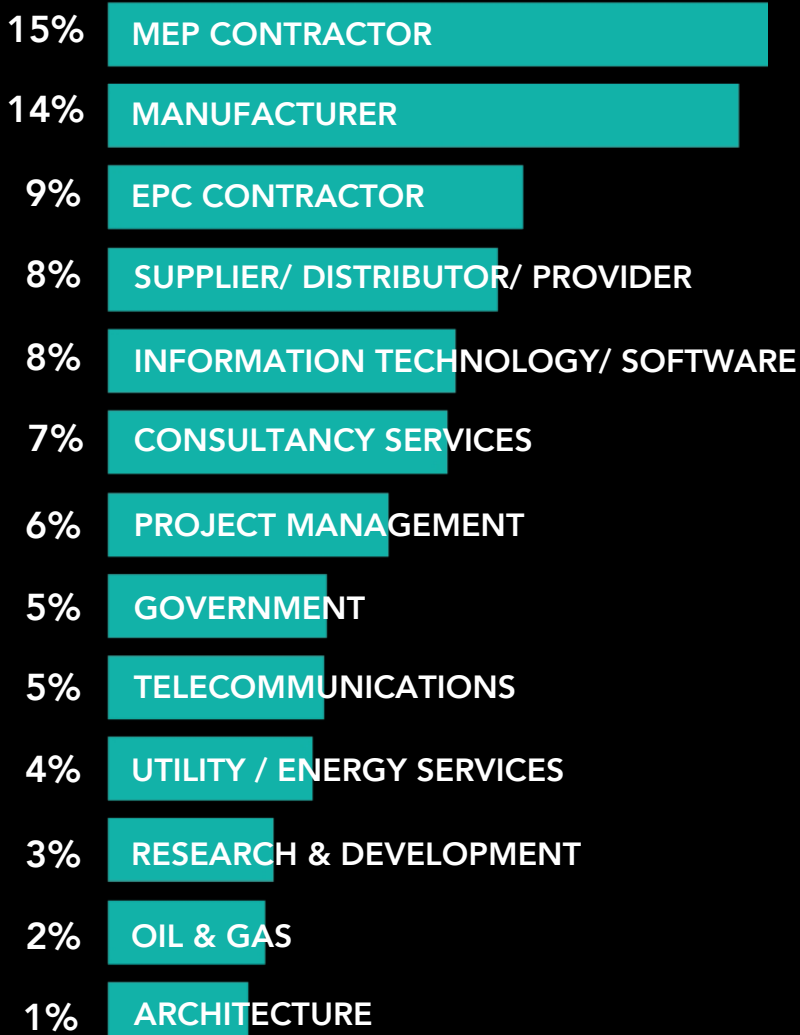 15% MEP CONTRACTOR
14% MANUFACTURER
9% EPC CONTRACTOR
8% SUPPLIER/ DISTRIBUTOR/ PROVIDER
8% INFORMATION TECHNOLOGY/ SOFTWARE
7% CONSULTANCY SERVICES
6% PROJECT MANAGEMENT
5% GOVERNMENT
5% TELECOMMUNICATIONS
4% UTILITY / ENERGY SERVICES
3% RESEARCH & DEVELOPMENT
2% OIL & GAS
1% ARCHITECTURE